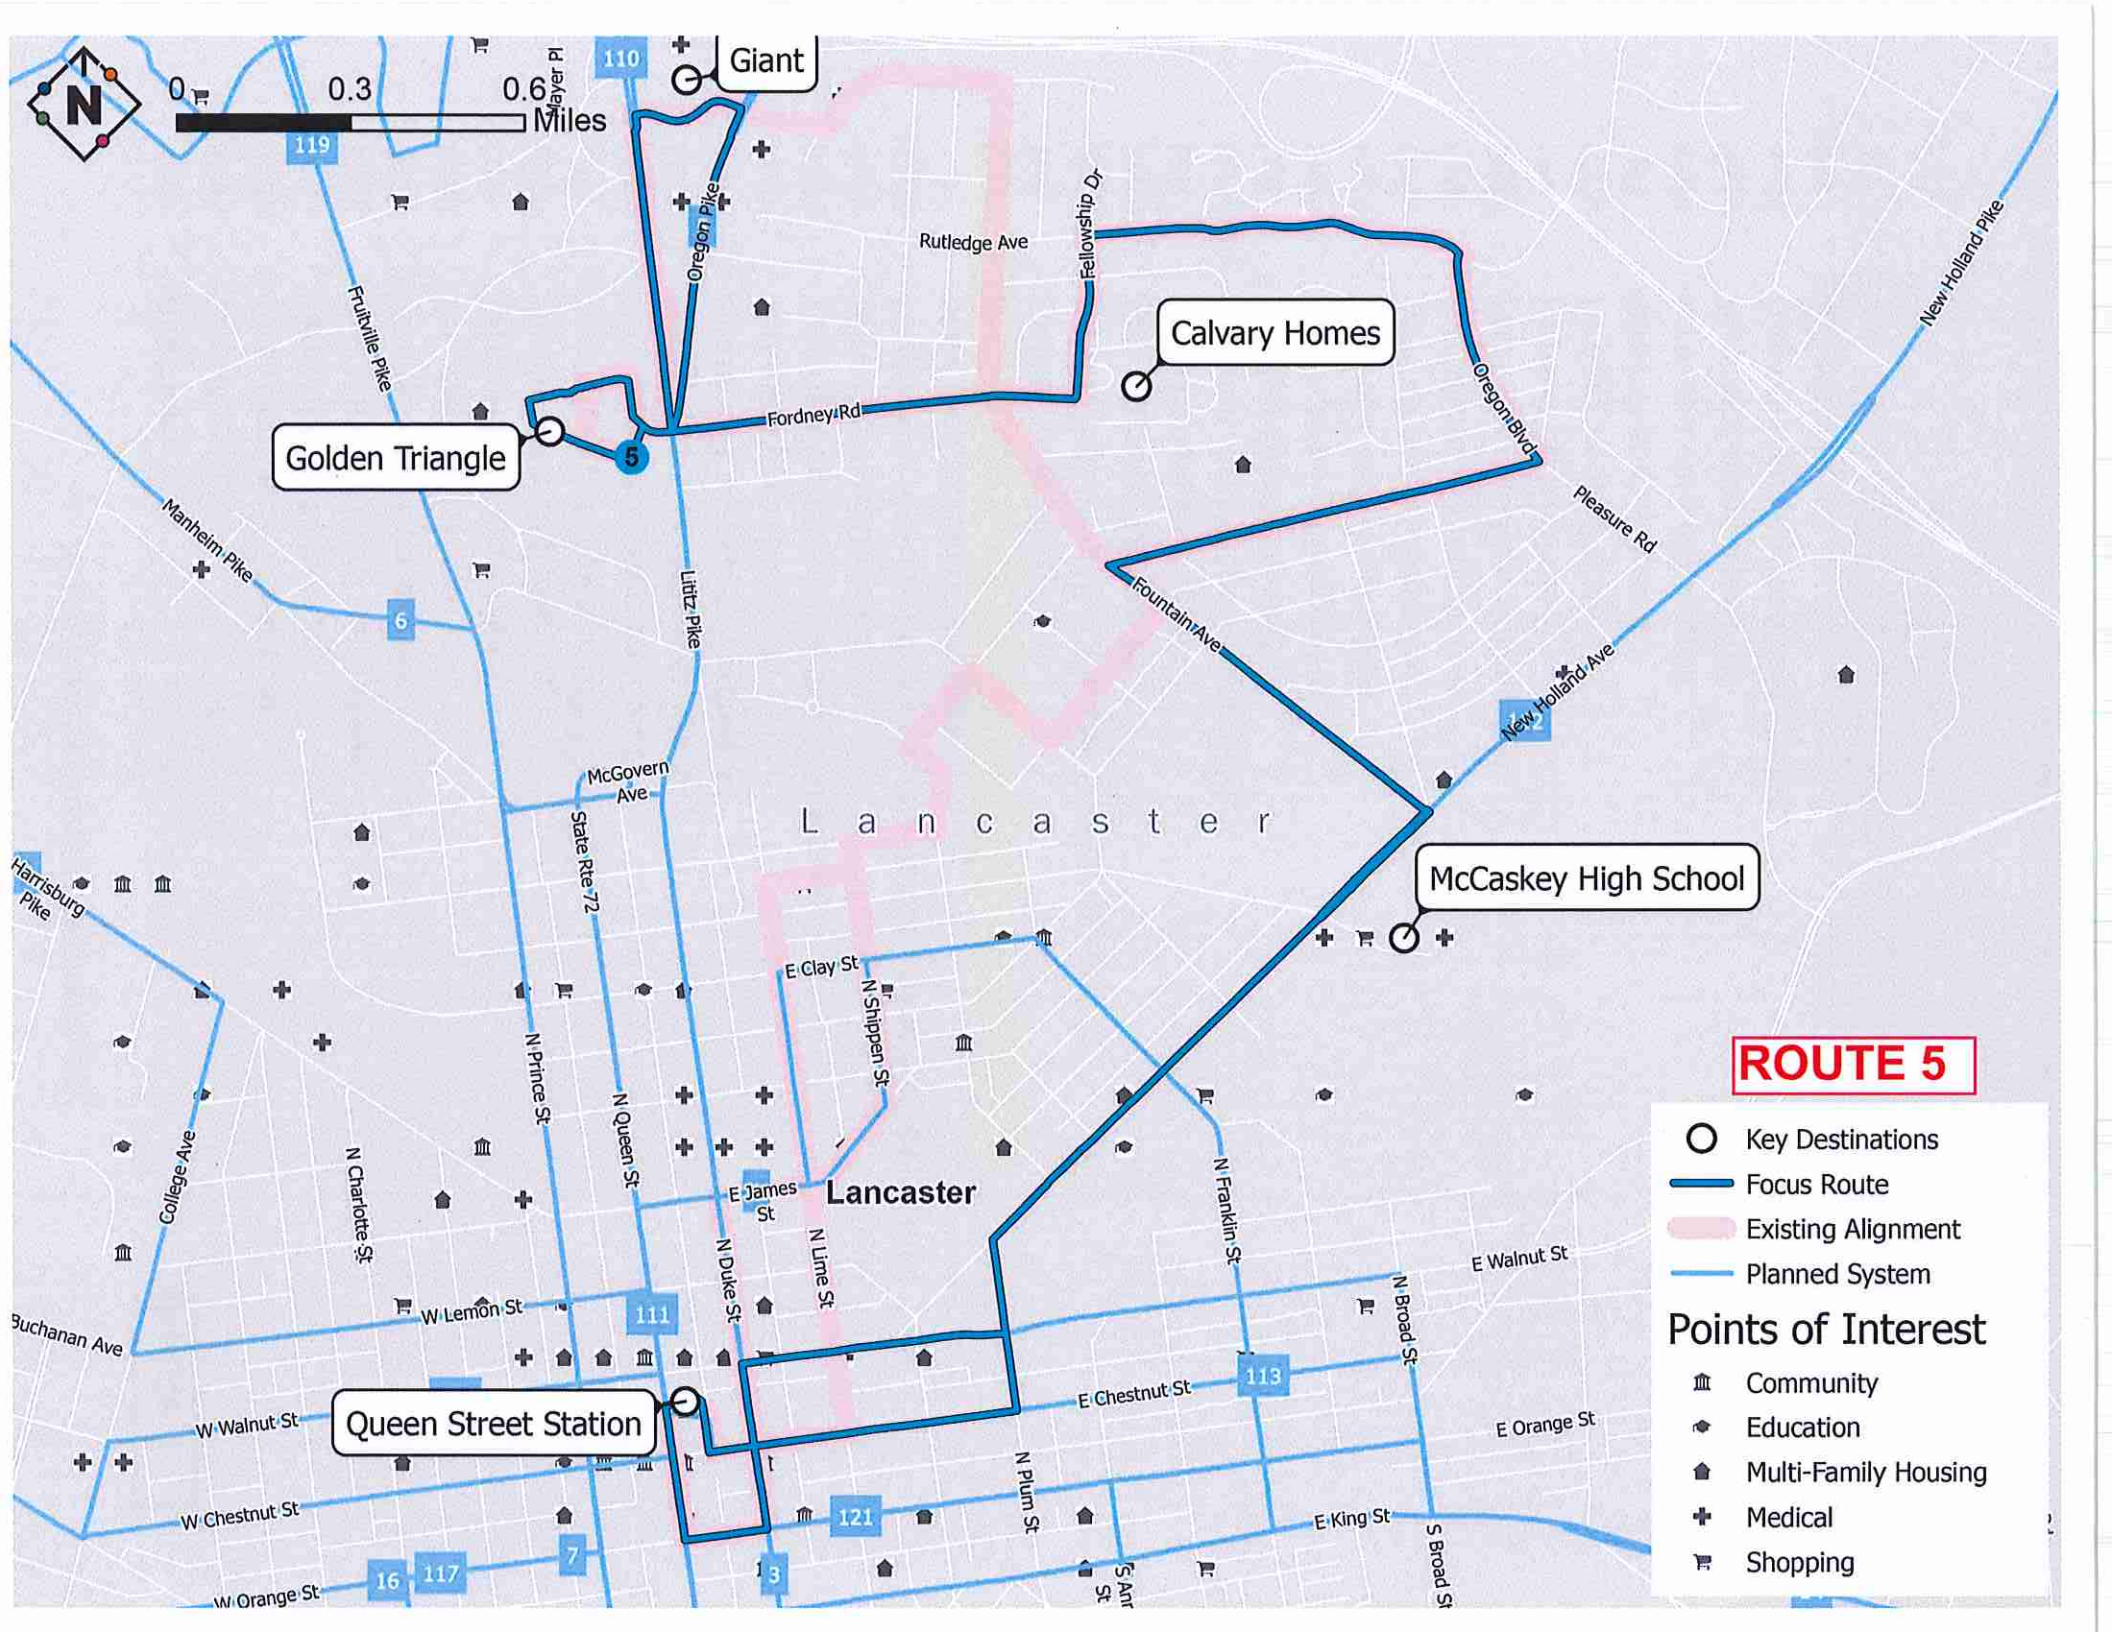 N
0
0.3
0.6
Miles
Mayer Pl
110
Giant
119
Oregon Pike
Fruitville Pike
Rutledge Ave
Fellowship Dr
New Holland Pike
Calvary Homes
Fordney Rd
Golden Triangle
5
Oregon Blvd
Pleasure Rd
Manheim Pike
6
Lititz Pike
Fountain Ave
New Holland Ave
McGovern
Ave
State Rte 72
Lancaster
McCaskey High School
Harrisburg
Pike
E Clay St
N Shippen St
N Prince St
N Queen St
College Ave
N Charlotte St
E James
St
Lancaster
N Duke St
N Lime St
N Franklin St
E Walnut St
N Broad St
W Lemon St
111
Buchanan Ave
113
E Chestnut St
Queen Street Station
W Walnut St
E Orange St
N Plum St
W Chestnut St
121
E King St
S Broad St
7
16
117
3
W Orange St
S Ann
St
ROUTE 5
Key Destinations
Focus Route
Existing Alignment
Planned System
Points of Interest
Community
Education
Multi-Family Housing
Medical
Shopping